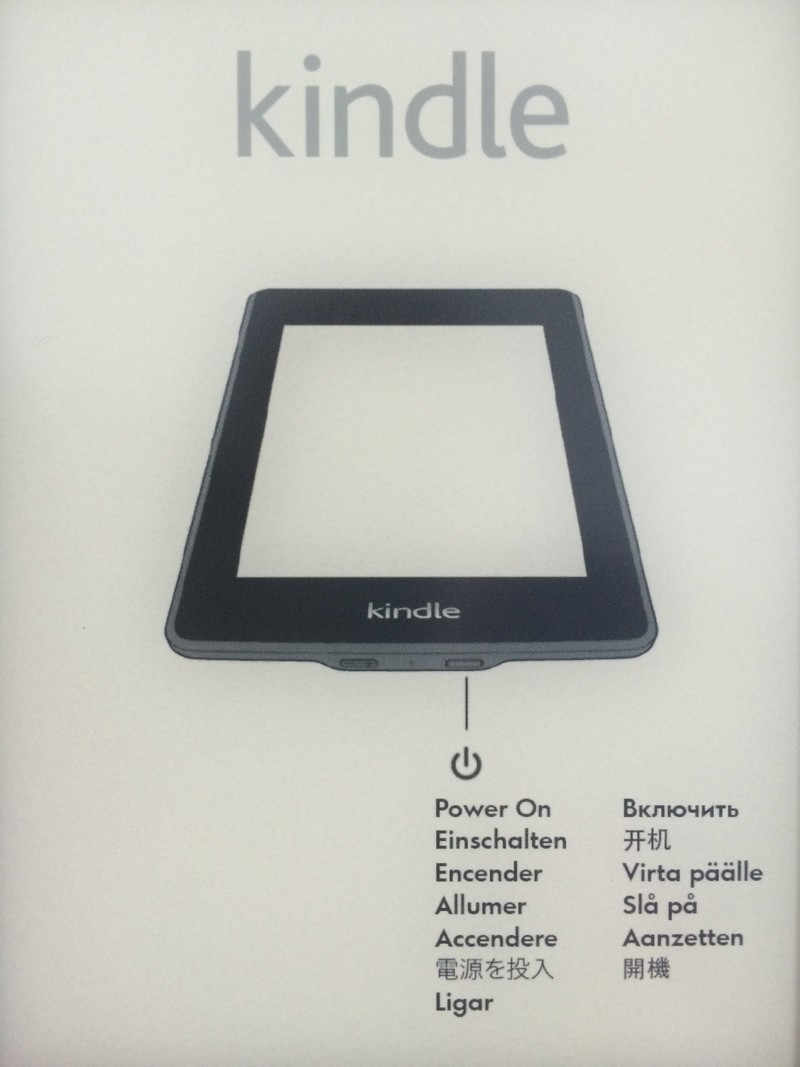 kindle
kindle
Power On
Einschalten
Encender
Allumer
Accendere
電源を投入
Ligar
Включить
开机
Virta päälle
Slå på
Aanzetten
開機